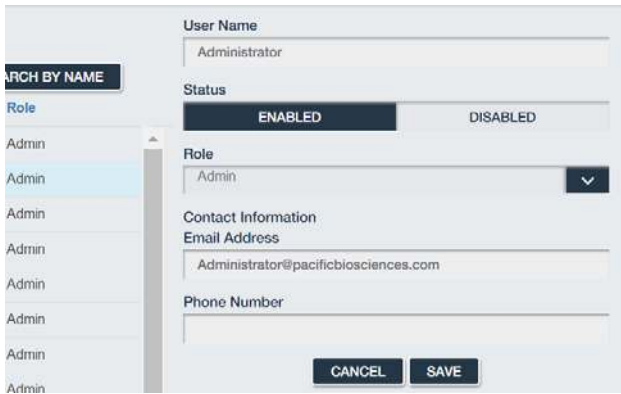 ARCH BY NAME
Role
Admin
Admin
Admin
Admin
Admin
Admin
Admin
Admin
User Name
Administrator
Status
ENABLED DISABLED
Role
Admin
Contact Information
Email Address
Administrator@pacificbiosciences.com
Phone Number
CANCEL SAVE